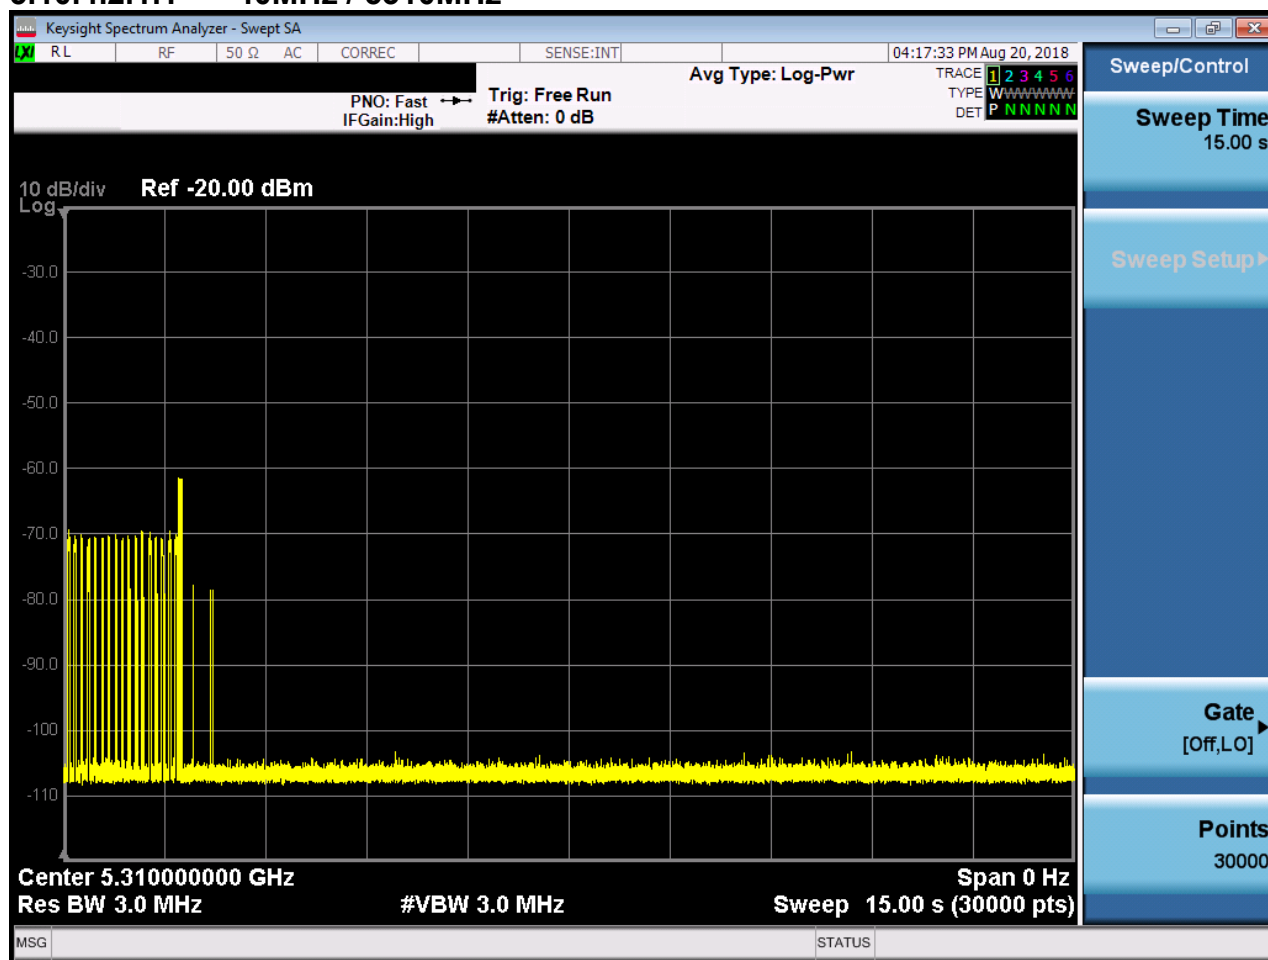 Keysight Spectrum Analyzer - Swept SA
LXI RL RF 50 Ω AC CORREC SENSE:INT 04:17:33 PM Aug 20, 2018
Avg Type: Log-Pwr
TRACE 1 2 3 4 5 6
PNO: Fast Trig: Free Run
TYPE WWWWWWW
IFGain:High #Atten: 0 dB
DET P N N N N N
10 dB/div Ref -20.00 dBm
Log
-30.0
-40.0
-50.0
-60.0
-70.0
-80.0
-90.0
-100
-110
Center 5.310000000 GHz Span 0 Hz
Res BW 3.0 MHz #VBW 3.0 MHz Sweep 15.00 s (30000 pts)
MSG STATUS
Sweep/Control
Sweep Time
15.00 s
Sweep Setup
Gate
[Off,LO]
Points
30000